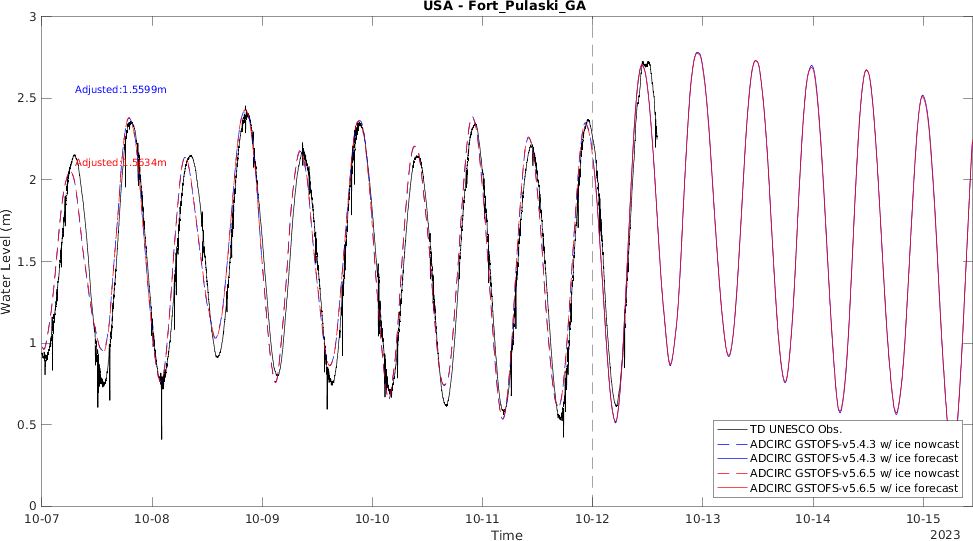 USA - Fort_Pulaski_GA
3
2.5
2
1.5
1
0.5
0
Water Level (m)
Adjusted:1.5599m
Adjusted:1.5634m
TD UNESCO Obs.
ADCIRC GSTOFS-v5.4.3 w/ ice nowcast
ADCIRC GSTOFS-v5.4.3 w/ ice forecast
ADCIRC GSTOFS-v5.6.5 w/ ice nowcast
ADCIRC GSTOFS-v5.6.5 w/ ice forecast
10-07 10-08 10-09 10-10 10-11 10-12 10-13 10-14 10-15
Time
2023